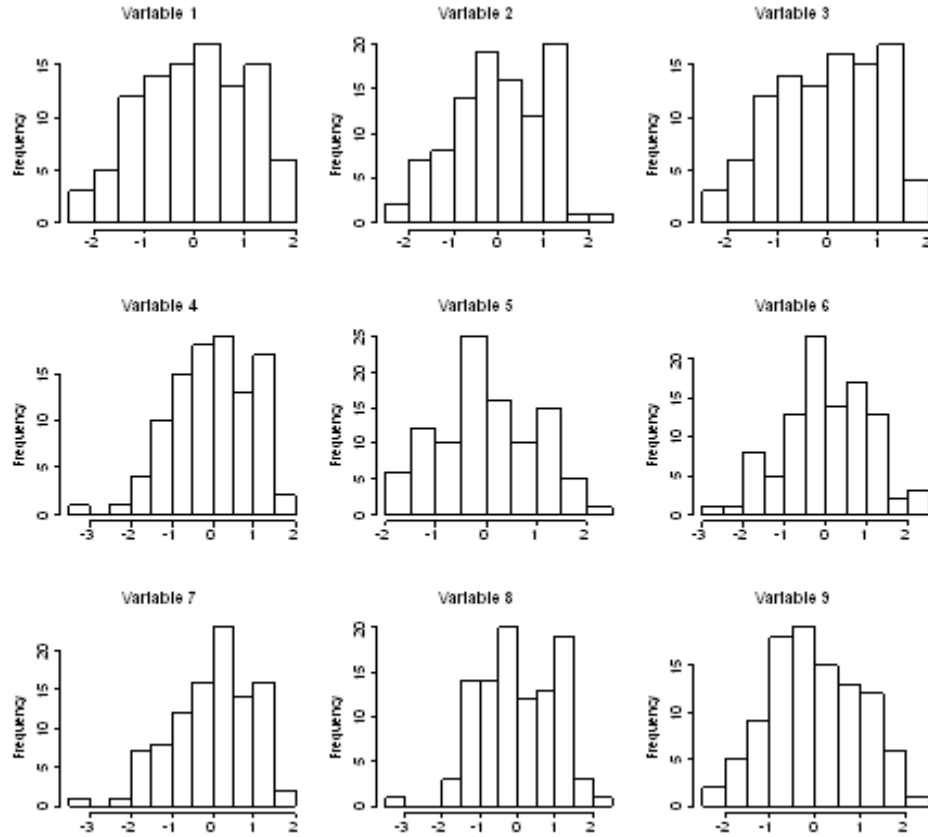 Variable 1
Frequency
0 5 10 15
-2 -1 0 1 2
Variable 2
Frequency
0 5 10 15 20
-2 -1 0 1 2
Variable 3
Frequency
0 5 10 15
-2 -1 0 1 2
Variable 4
Frequency
0 5 10 15
-3 -2 -1 0 1 2
Variable 5
Frequency
0 5 10 15 20 25
-2 -1 0 1 2
Variable 6
Frequency
0 5 10 15 20
-3 -2 -1 0 1 2
Variable 7
Frequency
0 5 10 15 20
-3 -2 -1 0 1 2
Variable 8
Frequency
0 5 10 15 20
-3 -2 -1 0 1 2
Variable 9
Frequency
0 5 10 15
-2 -1 0 1 2